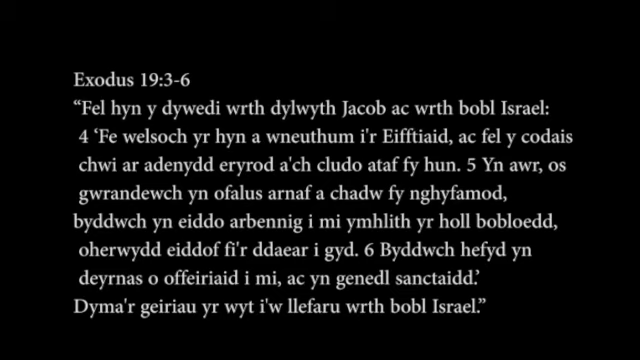 Exodus 19:3-6
“Fel hyn y dywedi wrth dylwyth Jacob ac wrth bobl Israel:
4 ‘Fe welsoch yr hyn a wneuthum i'r Eifftiaid, ac fel y codais
chwi ar adenydd eryrod a'ch cludo ataf fy hun. 5 Yn awr, os
gwrandewch yn ofalus arnaf a chadw fy nghyfamod,
byddwch yn eiddo arbennig i mi ymhlith yr holl bobloedd,
oherwydd eiddof fi'r ddaear i gyd. 6 Byddwch hefyd yn
deyrnas o offeiriaid i mi, ac yn genedl sanctaidd.’
Dyma'r geiriau yr wyt i'w llefaru wrth bobl Israel.”